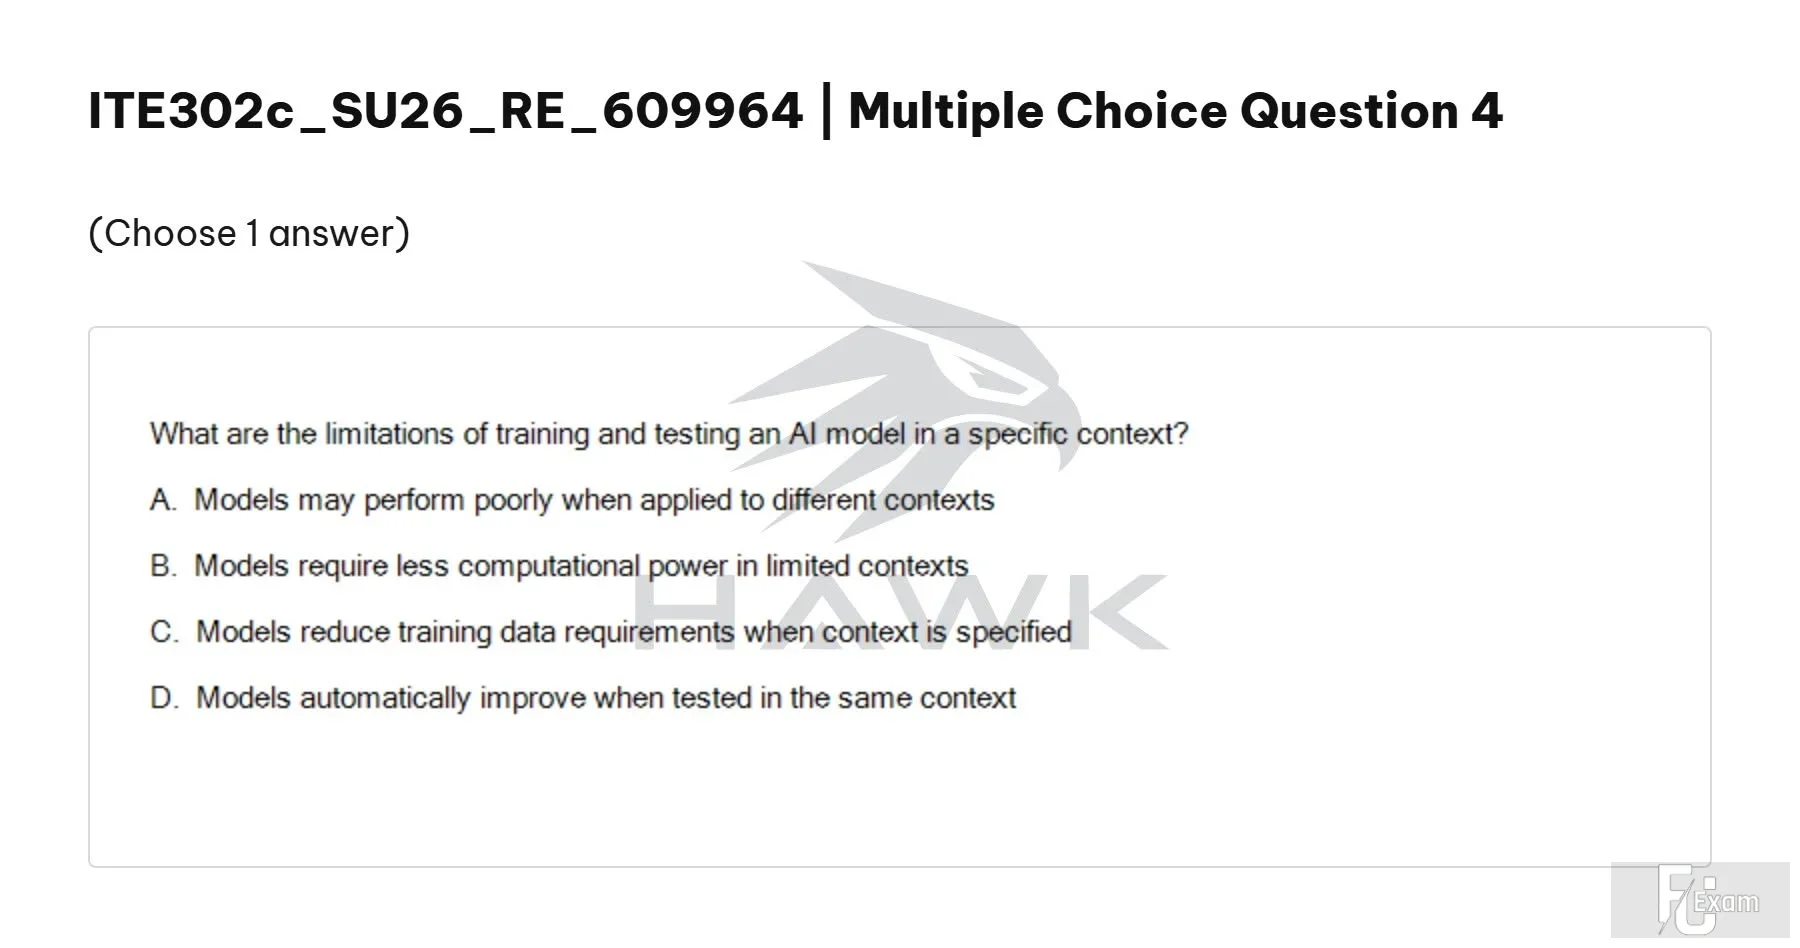 ITE302c_SU26_RE_609964 | Multiple Choice Question 4
(Choose 1 answer)
What are the limitations of training and testing an AI model in a specific context?
A. Models may perform poorly when applied to different contexts
B. Models require less computational power in limited contexts
HAWK
C. Models reduce training data requirements when context is specified
D. Models automatically improve when tested in the same context
FU Exam